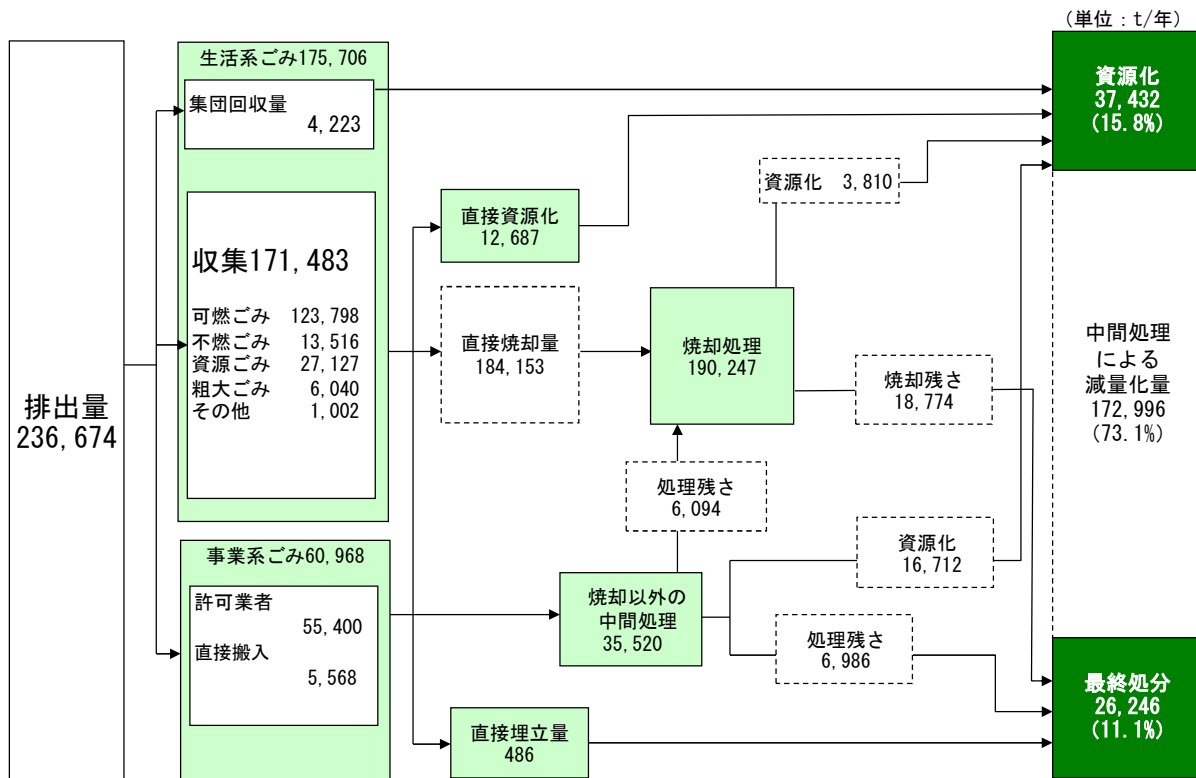 (単位：t/年)
排出量
236,674
生活系ごみ175,706
集団回収量
4,223
収集171,483
可燃ごみ 123,798
不燃ごみ 13,516
資源ごみ 27,127
粗大ごみ 6,040
その他 1,002
事業系ごみ60,968
許可業者
55,400
直接搬入
5,568
直接資源化
12,687
直接焼却量
184,153
焼却処理
190,247
資源化 3,810
焼却残さ
18,774
処理残さ
6,094
焼却以外の
中間処理
35,520
資源化
16,712
処理残さ
6,986
直接埋立量
486
資源化
37,432
(15.8%)
中間処理
による
減量化量
172,996
(73.1%)
最終処分
26,246
(11.1%)